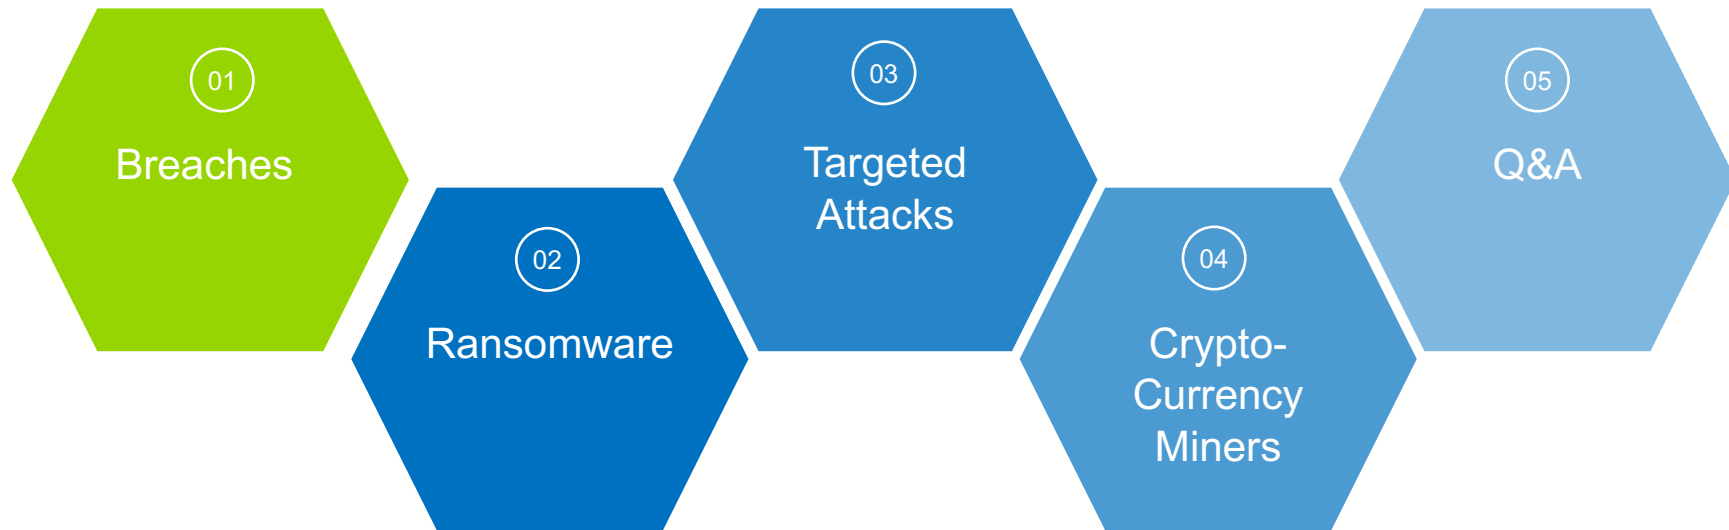 01
Breaches
02
Ransomware
03
Targeted
Attacks
04
Crypto-
Currency
Miners
05
Q&A